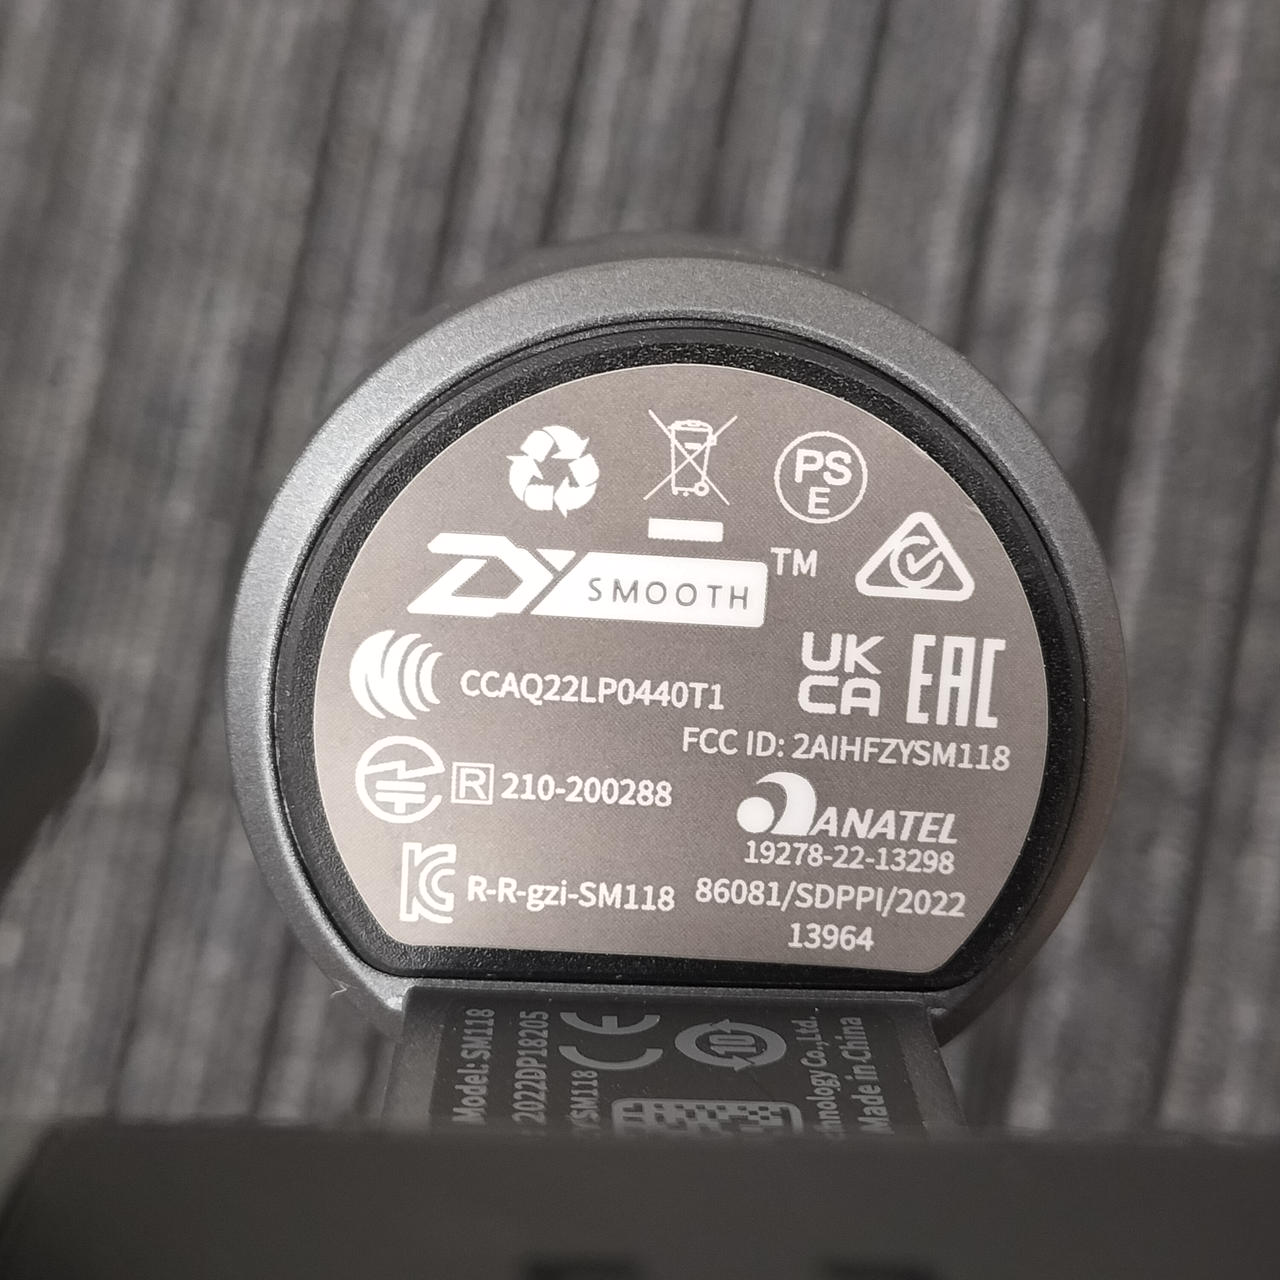 PS
E
ZY SMOOTH™
UK
CA
EAC
CCAQ22LP0440T1
FCC ID: 2AIHFZYSM118
R 210-200288
ANATEL
19278-22-13298
R-R-gzi-SM118
86081/SDPPI/2022
13964
Model: SM118
: 2022DP18205
ZYSM118
CE
10
Co.,Ltd.
Made in China